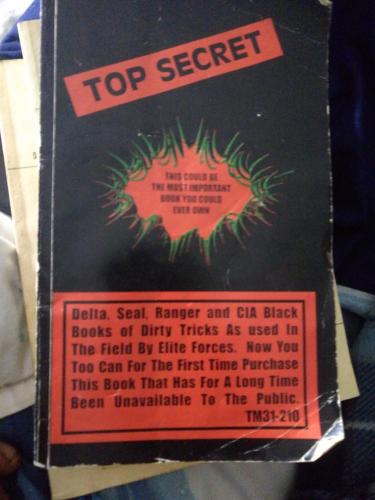 TOP SECRET
THIS COULD BE
THE MOST IMPORTANT
BOOK YOU COULD
EVER OWN
Delta, Seal, Ranger and CIA Black
Books of Dirty Tricks As used In
The Field By Elite Forces. Now You
Too Can For The First Time Purchase
This Book That Has For A Long Time
Been Unavailable To The Public.
TM31-210